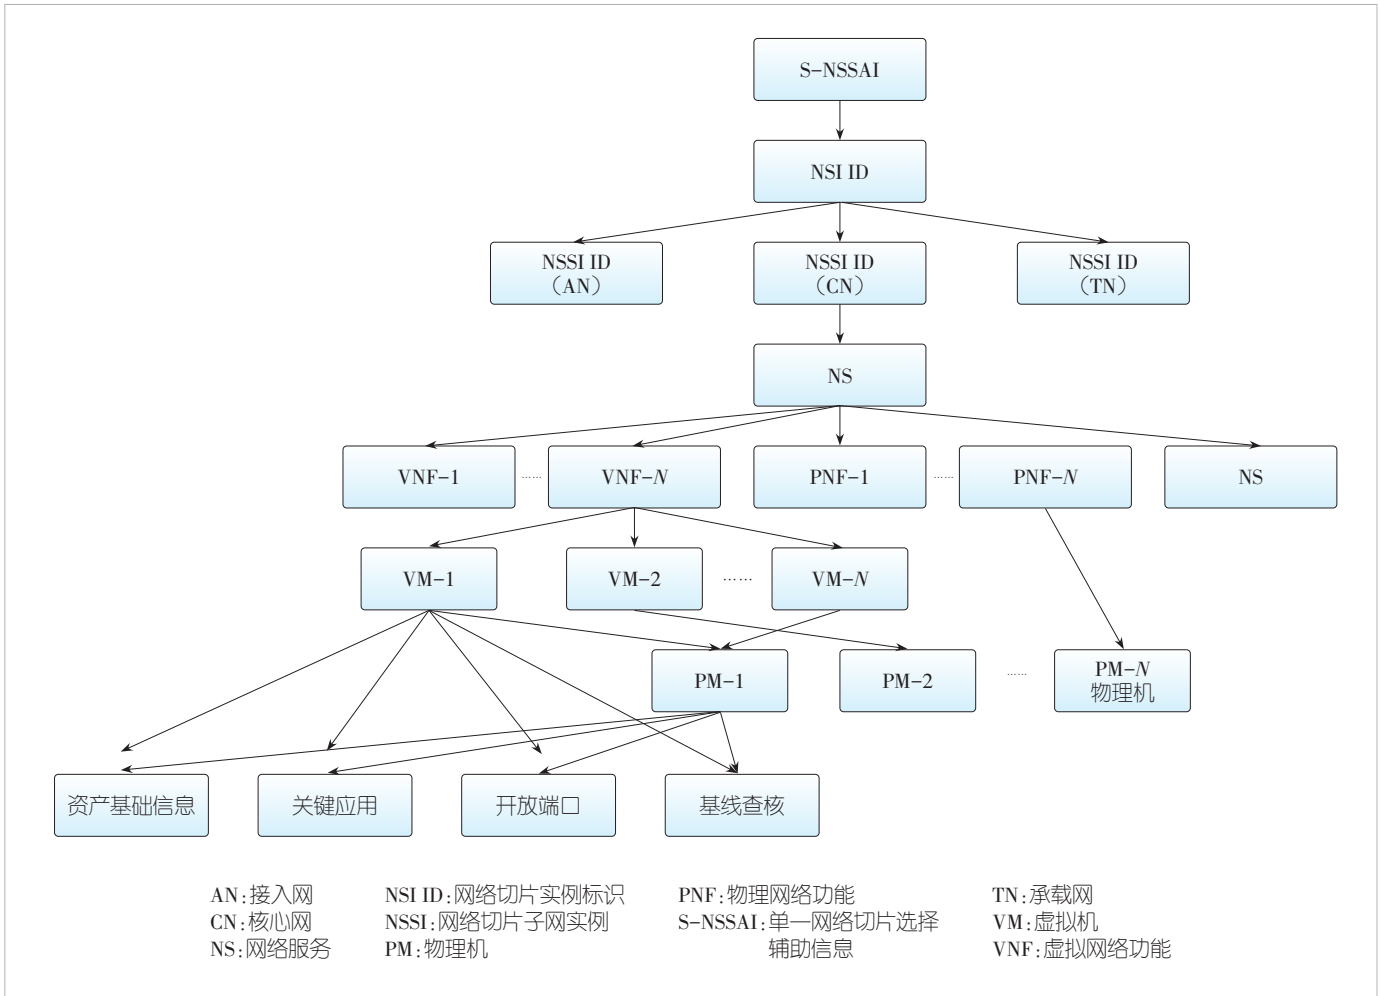 S-NSSAI
NSI ID
NSSI ID
（AN）
NSSI ID
（CN）
NSSI ID
（TN）
NS
VNF-1
……
VNF-N
PNF-1
……
PNF-N
NS
VM-1
VM-2
……
VM-N
PM-1
PM-2
……
PM-N
物理机
资产基础信息
关键应用
开放端口
基线查核
AN:接入网
CN:核心网
NS:网络服务
NSI ID:网络切片实例标识
NSSI:网络切片子网实例
PM:物理机
PNF:物理网络功能
S-NSSAI:单一网络切片选择
辅助信息
TN:承载网
VM:虚拟机
VNF:虚拟网络功能